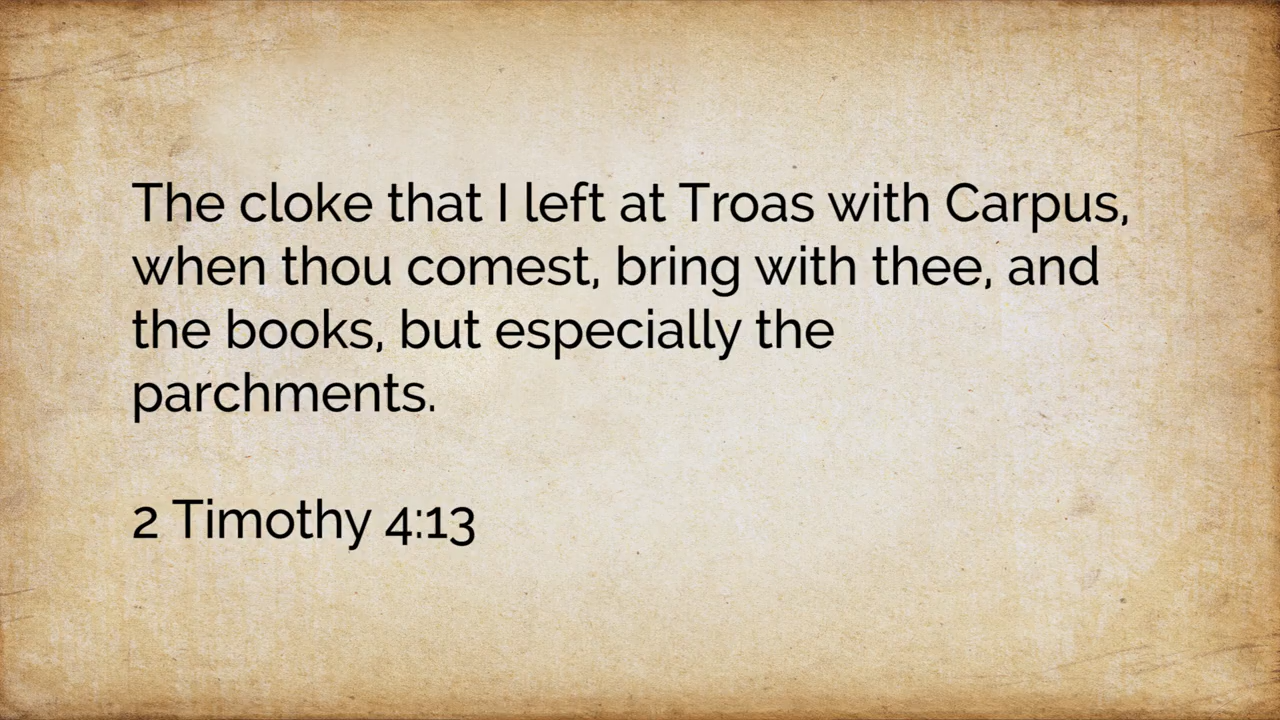 The cloke that I left at Troas with Carpus,
when thou comest, bring with thee, and
the books, but especially the
parchments.
2 Timothy 4:13